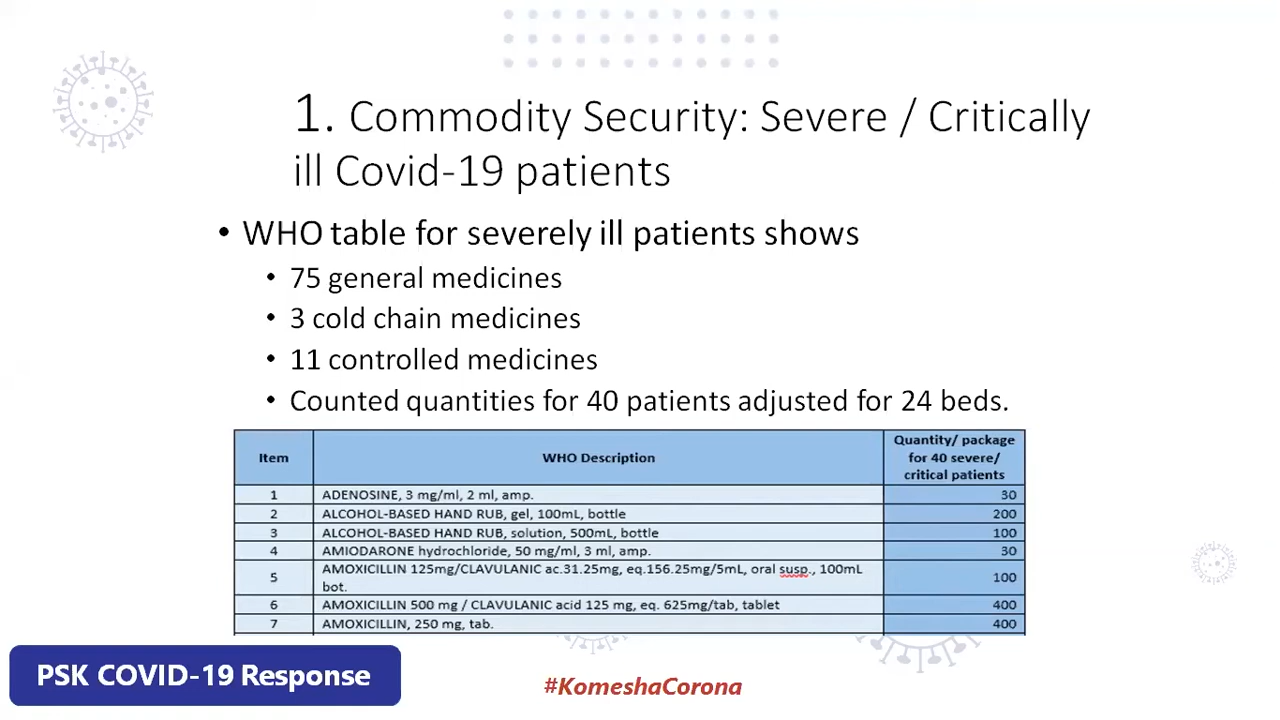 1. Commodity Security: Severe / Critically
ill Covid-19 patients
• WHO table for severely ill patients shows
• 75 general medicines
• 3 cold chain medicines
• 11 controlled medicines
• Counted quantities for 40 patients adjusted for 24 beds.
Item WHO Description Quantity/ package for 40 severe/ critical patients
1 ADENOSINE, 3 mg/ml, 2 ml, amp. 30
2 ALCOHOL-BASED HAND RUB, gel, 100mL, bottle 200
3 ALCOHOL-BASED HAND RUB, solution, 500mL, bottle 100
4 AMIODARONE hydrochloride, 50 mg/ml, 3 ml, amp. 30
5 AMOXICILLIN 125mg/CLAVULANIC ac.31.25mg, eq.156.25mg/5mL, oral susp., 100mL bot. 100
6 AMOXICILLIN 500 mg / CLAVULANIC acid 125 mg, eq. 625mg/tab, tablet 400
7 AMOXICILLIN, 250 mg, tab. 400
PSK COVID-19 Response
#KomeshaCorona